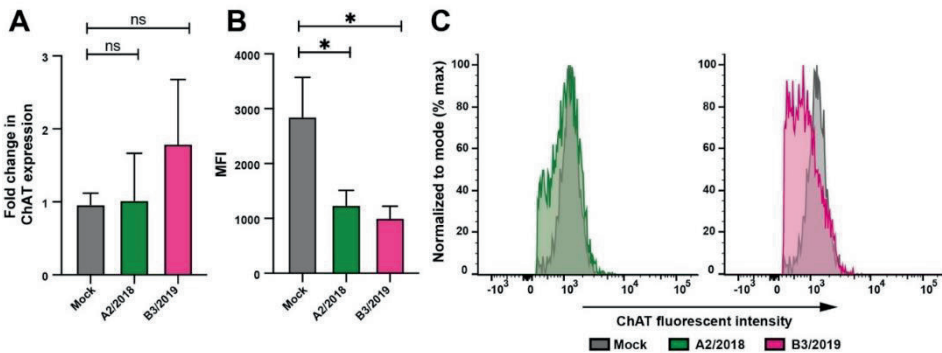 A
ns
ns
Fold change in
ChAT expression
3
2
1
0
Mock
A2/2018
B3/2019
B
*
*
MFI
4000
3000
2000
1000
0
Mock
A2/2018
B3/2019
C
Normalized to mode (% max)
100
80
60
40
20
0
-10³ 0 10³ 10⁴ 10⁵
100
80
60
40
20
0
-10³ 0 10³ 10⁴ 10⁵
ChAT fluorescent intensity
Mock A2/2018 B3/2019